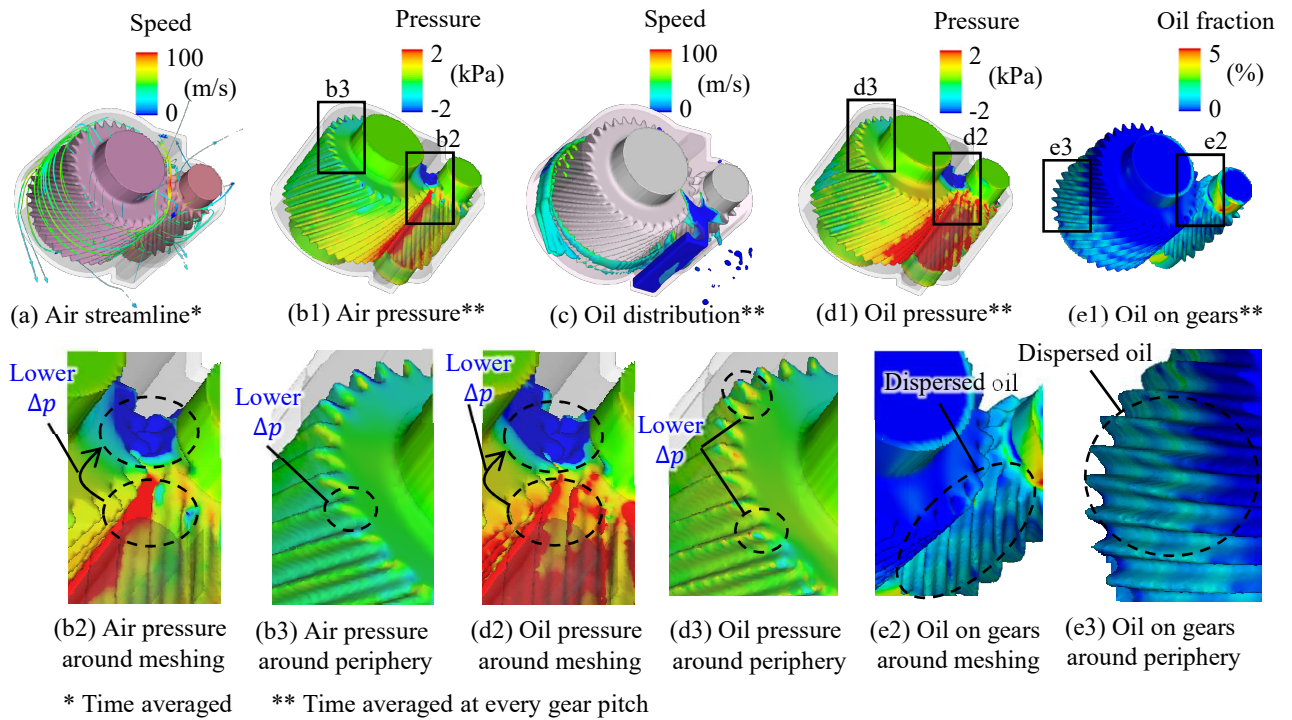 Speed
100
(m/s)
0
Pressure
2
(kPa)
-2
b3
b2
Speed
100
(m/s)
0
Pressure
2
(kPa)
-2
d3
d2
Oil fraction
5
(%)
0
e3
e2
(a) Air streamline*
(b1) Air pressure**
(c) Oil distribution**
(d1) Oil pressure**
(e1) Oil on gears**
Lower
Δp
Lower
Δp
Lower
Δp
Lower
Δp
Dispersed oil
Dispersed oil
(b2) Air pressure
around meshing
(b3) Air pressure
around periphery
(d2) Oil pressure
around meshing
(d3) Oil pressure
around periphery
(e2) Oil on gears
around meshing
(e3) Oil on gears
around periphery
* Time averaged
** Time averaged at every gear pitch